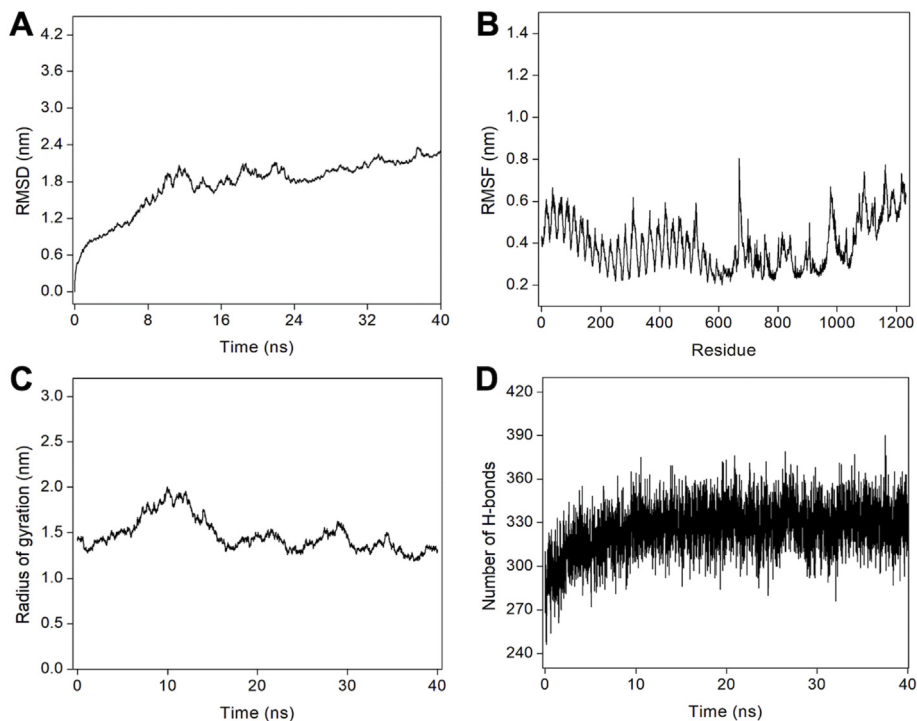 A
RMSD (nm)
4.2
3.6
3.0
2.4
1.8
1.2
0.6
0.0
0 8 16 24 32 40
Time (ns)
B
RMSF (nm)
1.4
1.2
1.0
0.8
0.6
0.4
0.2
0 200 400 600 800 1000 1200
Residue
C
Radius of gyration (nm)
3.0
2.5
2.0
1.5
1.0
0.5
0.0
0 10 20 30 40
Time (ns)
D
Number of H-bonds
420
390
360
330
300
270
240
0 10 20 30 40
Time (ns)